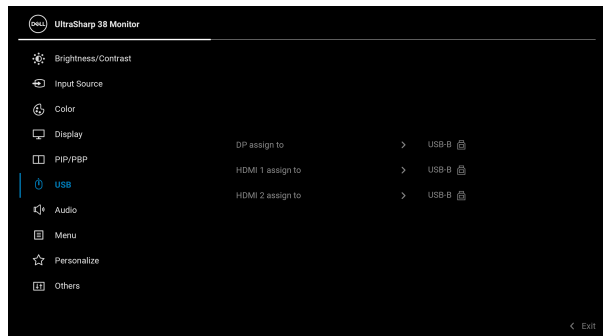 DELL UltraSharp 38 Monitor
Brightness/Contrast
Input Source
Color
Display
PIP/PBP
USB
Audio
Menu
Personalize
Others
DP assign to > USB-B
HDMI 1 assign to > USB-B
HDMI 2 assign to > USB-B
< Exit